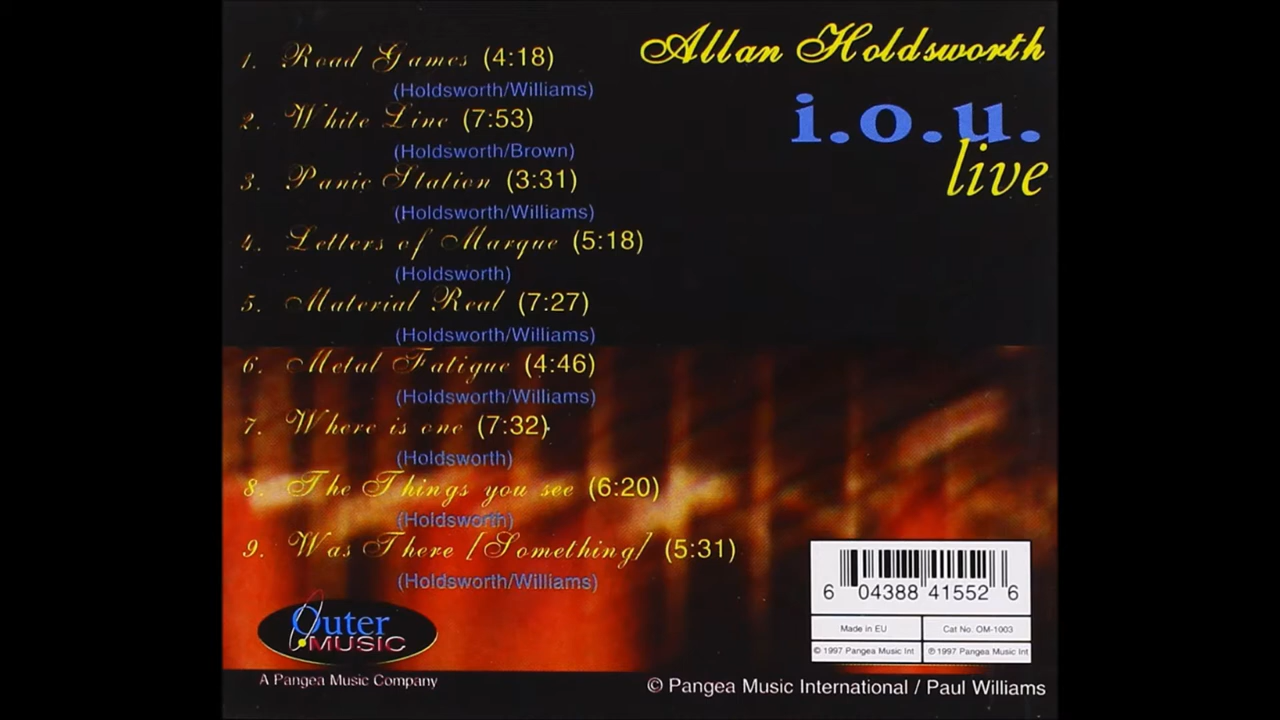 1. Road Games (4:18)
(Holdsworth/Williams)
2. White Line (7:53)
(Holdsworth/Brown)
3. Panic Station (3:31)
(Holdsworth/Williams)
4. Letters of Marque (5:18)
(Holdsworth)
5. Material Real (7:27)
(Holdsworth/Williams)
6. Metal Fatigue (4:46)
(Holdsworth/Williams)
7. Where is one (7:32)
(Holdsworth)
8. The Things you see (6:20)
(Holdsworth)
9. Was There [Something] (5:31)
(Holdsworth/Williams)
Allan Holdsworth
i.o.u.
live
Outer
MUSIC
A Pangea Music Company
6 04388 41552 6
Made in EU
Cat No. OM-1003
© 1997 Pangea Music Int
℗ 1997 Pangea Music Int
© Pangea Music International / Paul Williams